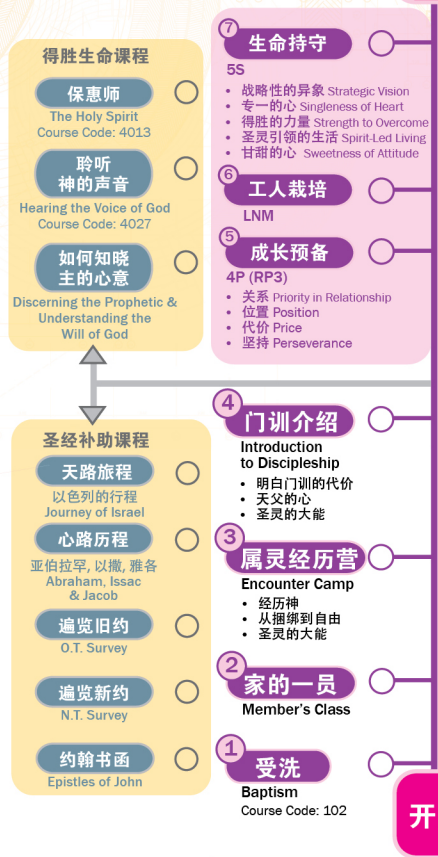 得胜生命课程
保惠师
The Holy Spirit
Course Code: 4013
聆听
神的声音
Hearing the Voice of God
Course Code: 4027
如何知晓
主的心意
Discerning the Prophetic &
Understanding the
Will of God
圣经补助课程
天路旅程
以色列的行程
Journey of Israel
心路历程
亚伯拉罕, 以撒, 雅各
Abraham, Issac
& Jacob
遍览旧约
O.T. Survey
遍览新约
N.T. Survey
约翰书函
Epistles of John
7
生命持守
5S
• 战略性的异象 Strategic Vision
• 专一的心 Singleness of Heart
• 得胜的力量 Strength to Overcome
• 圣灵引领的生活 Spirit-Led Living
• 甘甜的心 Sweetness of Attitude
6
工人栽培
LNM
5
成长预备
4P (RP3)
• 关系 Priority in Relationship
• 位置 Position
• 代价 Price
• 坚持 Perseverance
4
门训介绍
Introduction
to Discipleship
• 明白门训的代价
• 天父的心
• 圣灵的大能
3
属灵经历营
Encounter Camp
• 经历神
• 从捆绑到自由
• 圣灵的大能
2
家的一员
Member's Class
1
受洗
Baptism
Course Code: 102
开